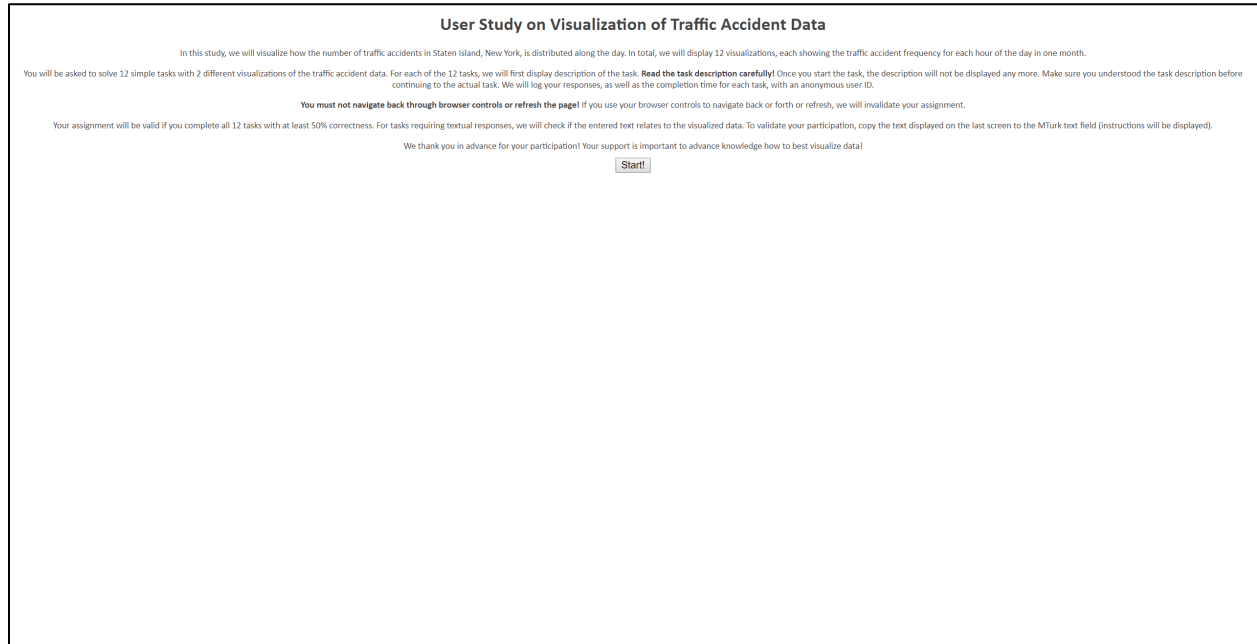 User Study on Visualization of Traffic Accident Data
In this study, we will visualize how the number of traffic accidents in Staten Island, New York, is distributed along the day. In total, we will display 12 visualizations, each showing the traffic accident frequency for each hour of the day in one month.
You will be asked to solve 12 simple tasks with 2 different visualizations of the traffic accident data. For each of the 12 tasks, we will first display description of the task. Read the task description carefully! Once you start the task, the description will not be displayed any more. Make sure you understood the task description before
continuing to the actual task. We will log your responses, as well as the completion time for each task, with an anonymous user ID.
You must not navigate back through browser controls or refresh the page! If you use your browser controls to navigate back or forth or refresh, we will invalidate your assignment.
Your assignment will be valid if you complete all 12 tasks with at least 50% correctness. For tasks requiring textual responses, we will check if the entered text relates to the visualized data. To validate your participation, copy the text displayed on the last screen to the MTurk text field (instructions will be displayed).
We thank you in advance for your participation! Your support is important to advance knowledge how to best visualize data!
Start!